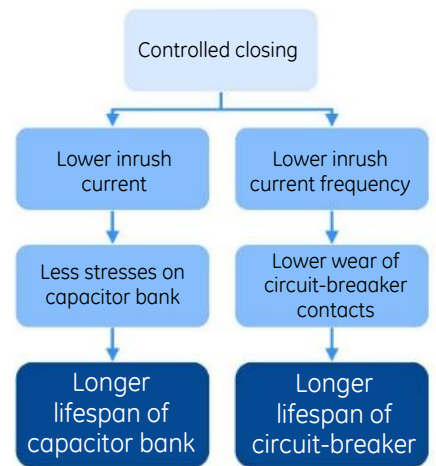 Controlled closing
Lower inrush
current
Lower inrush
current frequency
Less stresses on
capacitor bank
Lower wear of
circuit-breaaker
contacts
Longer
lifespan of
capacitor bank
Longer
lifespan of
circuit-breaker